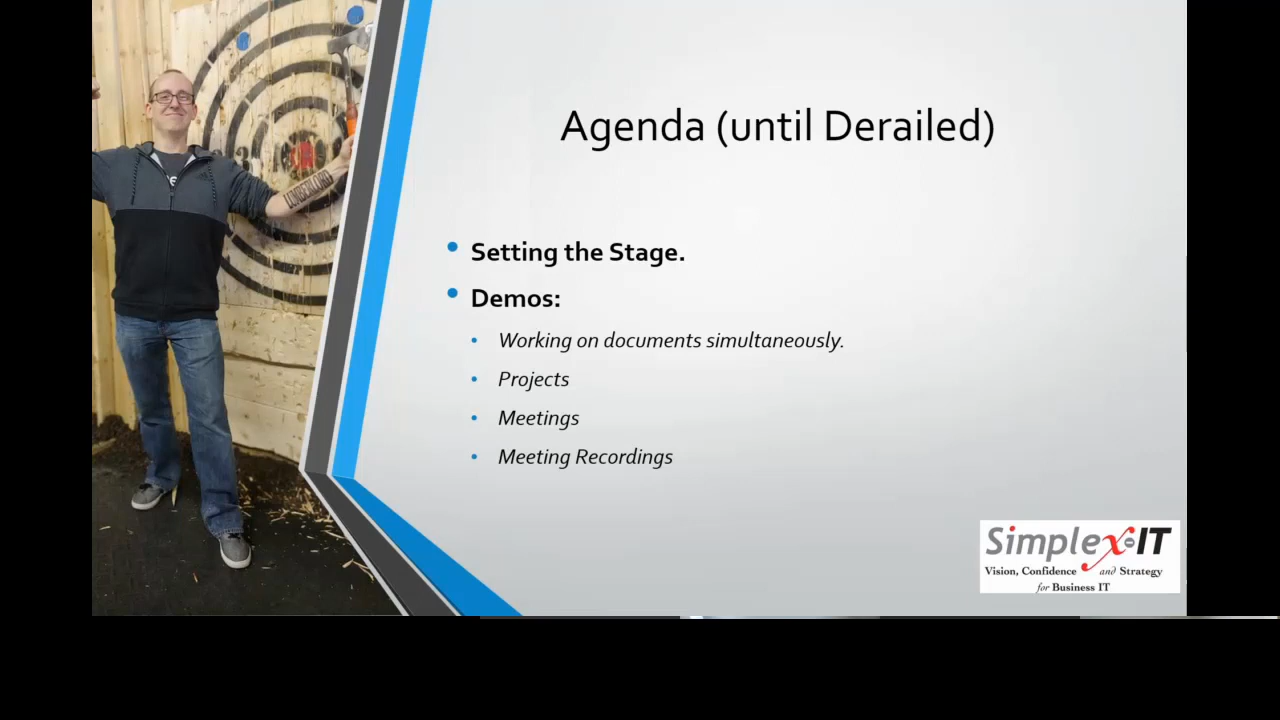 Agenda (until Derailed)
Setting the Stage.
Demos:
Working on documents simultaneously.
Projects
Meetings
Meeting Recordings
Simplex-IT
Vision, Confidence and Strategy
for Business IT